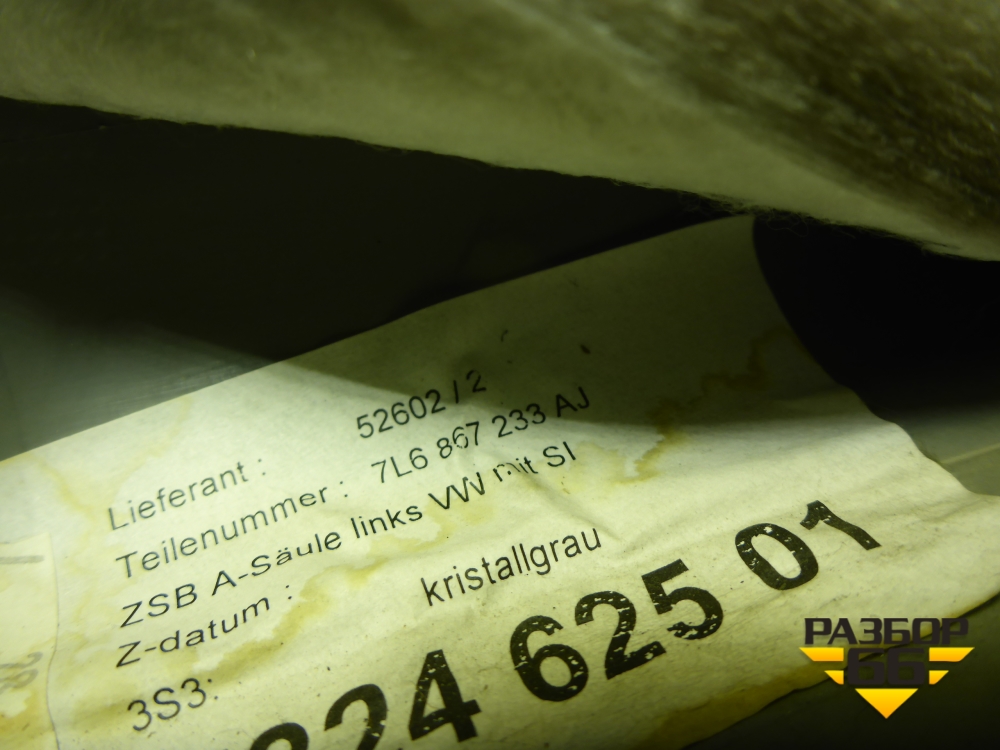 Lieferant : 52602 / 2
Teilenummer : 7L6 867 233 AJ
ZSB A-Säule links VW mit SI
Z-datum :
3S3: kristallgrau
24 625 01
РАЗБОР
66